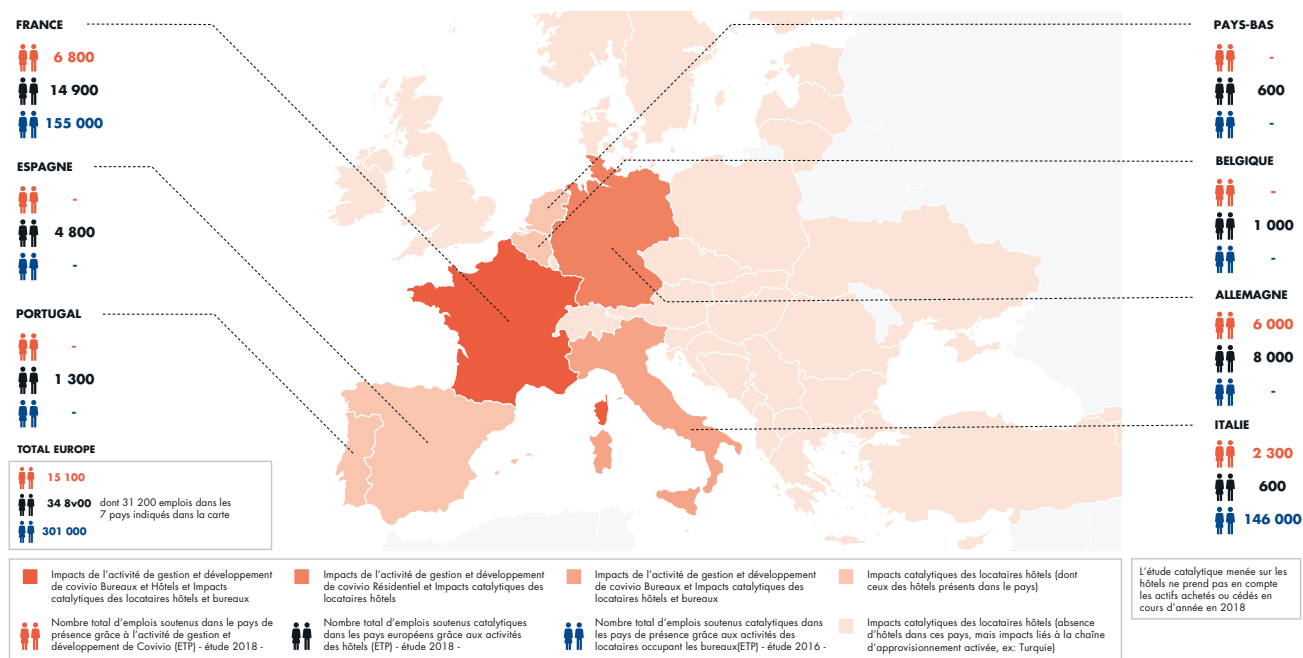 FRANCE
6 800
14 900
155 000
ESPAGNE
-
4 800
-
PORTUGAL
-
1 300
-
TOTAL EUROPE
15 100
34 8v00 dont 31 200 emplois dans les
7 pays indiqués dans la carte
301 000
PAYS-BAS
-
600
-
BELGIQUE
-
1 000
-
ALLEMAGNE
6 000
8 000
-
ITALIE
2 300
600
146 000
Impacts de l'activité de gestion et développement
de covivio Bureaux et Hôtels et Impacts
catalytiques des locataires hôtels et bureaux
Impacts de l'activité de gestion et développement
de covivio Résidentiel et Impacts catalytiques des
locataires hôtels
Impacts de l'activité de gestion et développement
de covivio Bureaux et Impacts catalytiques des
locataires hôtels et bureaux
Impacts catalytiques des locataires hôtels (dont
ceux des hôtels présents dans le pays)
Nombre total d'emplois soutenus dans le pays de
présence grâce à l'activité de gestion et
développement de Covivio (ETP) - étude 2018 -
Nombre total d'emplois soutenus catalytiques
dans les pays européens grâce aux activités
des hôtels (ETP) - étude 2018 -
Nombre total d'emplois soutenus catalytiques dans
les pays de présence grâce aux activités des
locataires occupant les bureaux(ETP) - étude 2016 -
Impacts catalytiques des locataires hôtels (absence
d'hôtels dans ces pays, mais impacts liés à la chaîne
d'approvisionnement activée, ex: Turquie)
L'étude catalytique menée sur les
hôtels ne prend pas en compte
les actifs achetés ou cédés en
cours d'année en 2018